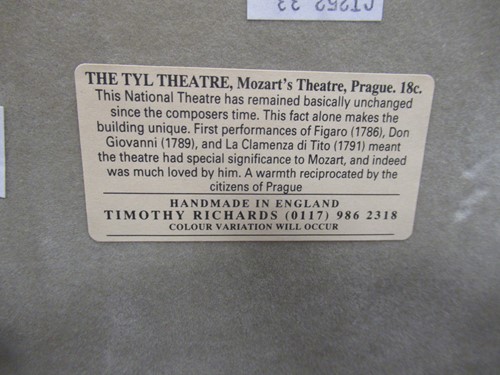 CT252 33
THE TYL THEATRE, Mozart's Theatre, Prague. 18c.
This National Theatre has remained basically unchanged
since the composers time. This fact alone makes the
building unique. First performances of Figaro (1786), Don
Giovanni (1789), and La Clamenza di Tito (1791) meant
the theatre had special significance to Mozart, and indeed
was much loved by him. A warmth reciprocated by the
citizens of Prague
HANDMADE IN ENGLAND
TIMOTHY RICHARDS (0117) 986 2318
COLOUR VARIATION WILL OCCUR